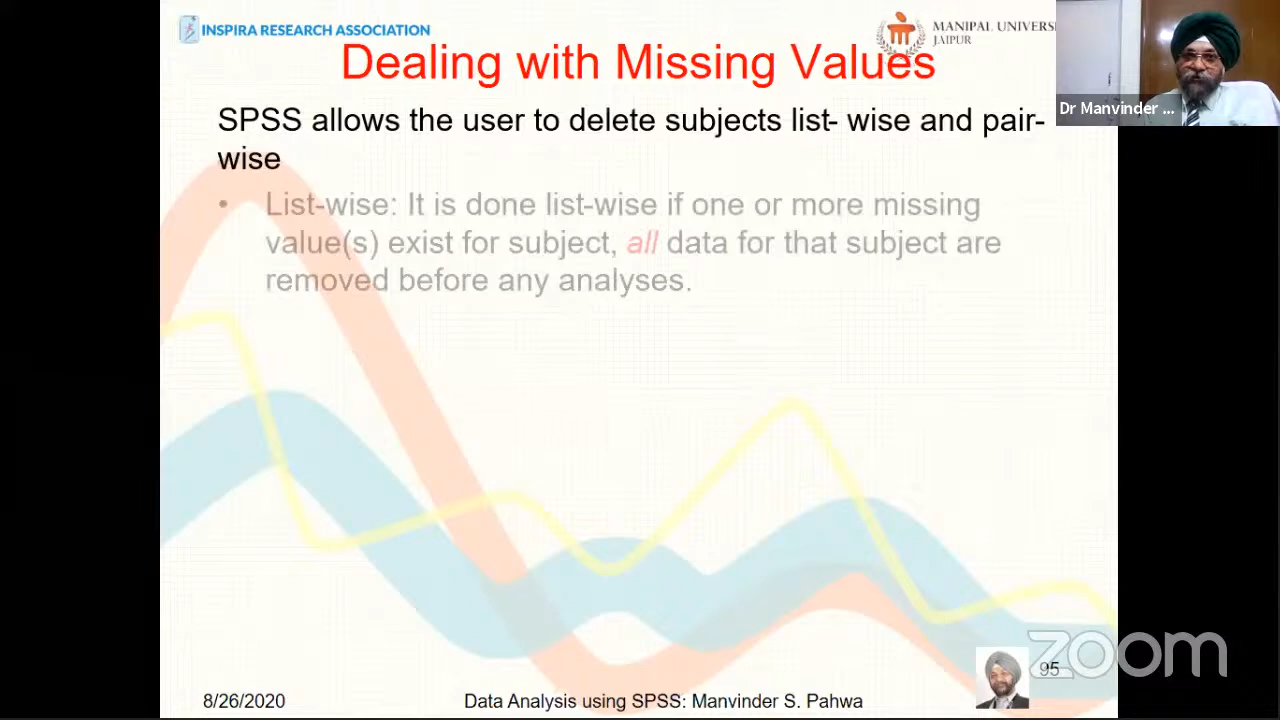 INSPIRA RESEARCH ASSOCIATION
MANIPAL UNIVERS
JAIPUR
Dealing with Missing Values
Dr Manvinder ...
SPSS allows the user to delete subjects list- wise and pair-
wise
• List-wise: It is done list-wise if one or more missing
value(s) exist for subject, all data for that subject are
removed before any analyses.
zoom
95
8/26/2020
Data Analysis using SPSS: Manvinder S. Pahwa